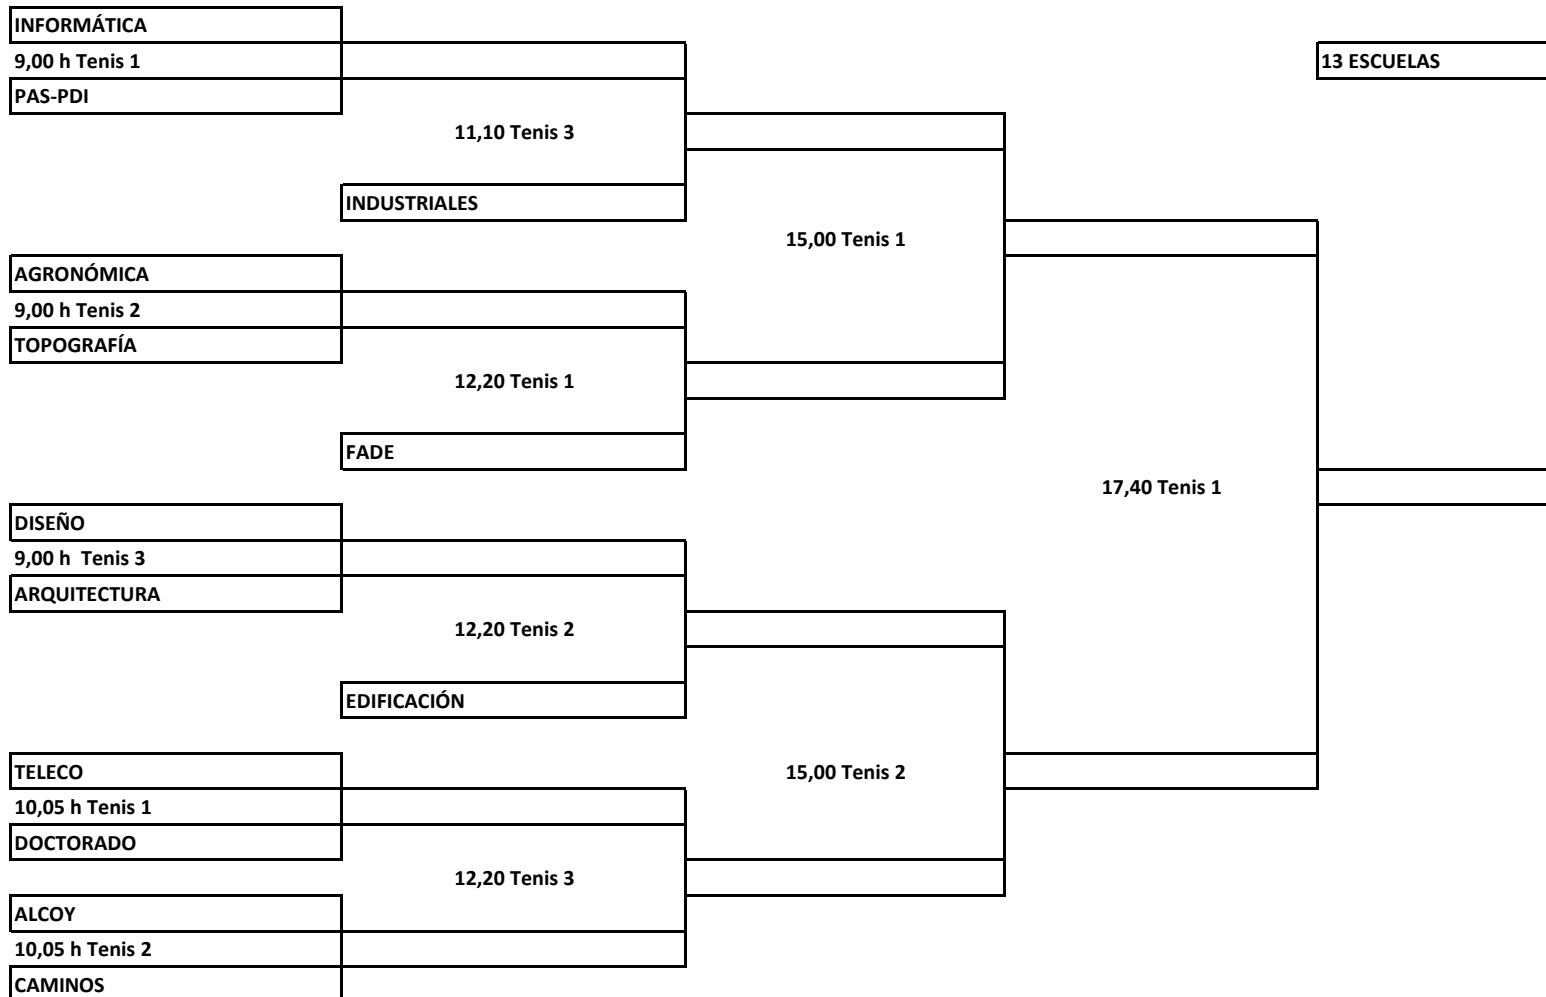 INFORMÁTICA
9,00 h Tenis 1
13 ESCUELAS
PAS-PDI
11,10 Tenis 3
INDUSTRIALES
15,00 Tenis 1
AGRONÓMICA
9,00 h Tenis 2
TOPOGRAFÍA
12,20 Tenis 1
FADE
17,40 Tenis 1
DISEÑO
9,00 h  Tenis 3
ARQUITECTURA
12,20 Tenis 2
EDIFICACIÓN
TELECO
15,00 Tenis 2
10,05 h Tenis 1
DOCTORADO
12,20 Tenis 3
ALCOY
10,05 h Tenis 2
CAMINOS